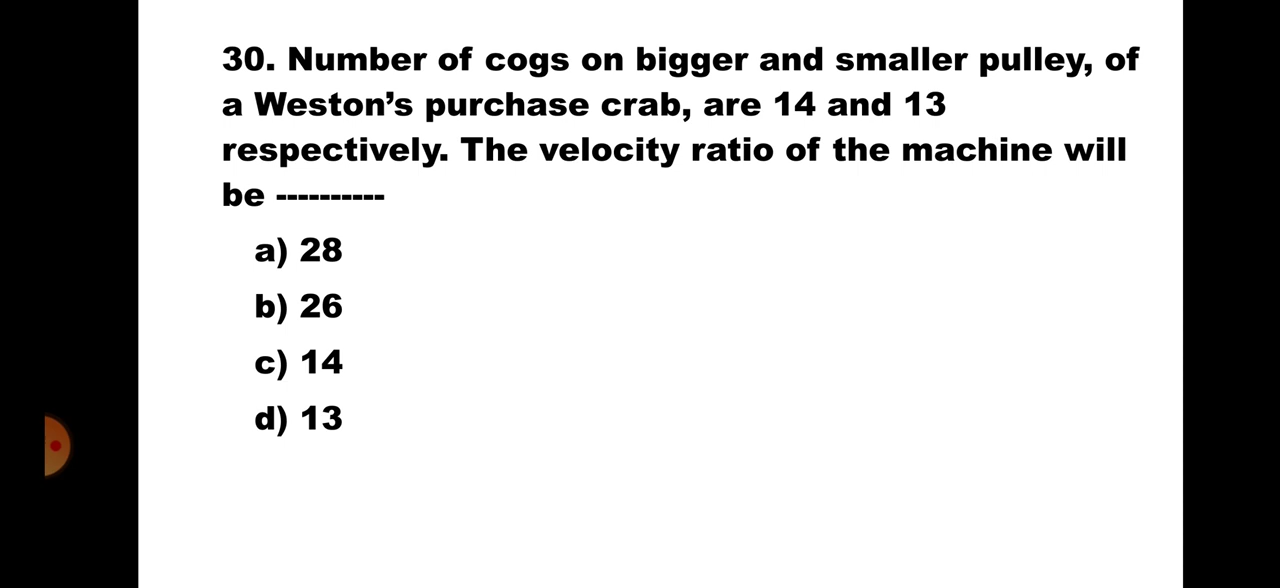 30. Number of cogs on bigger and smaller pulley, of
a Weston’s purchase crab, are 14 and 13
respectively. The velocity ratio of the machine will
be ----------
a) 28
b) 26
c) 14
d) 13